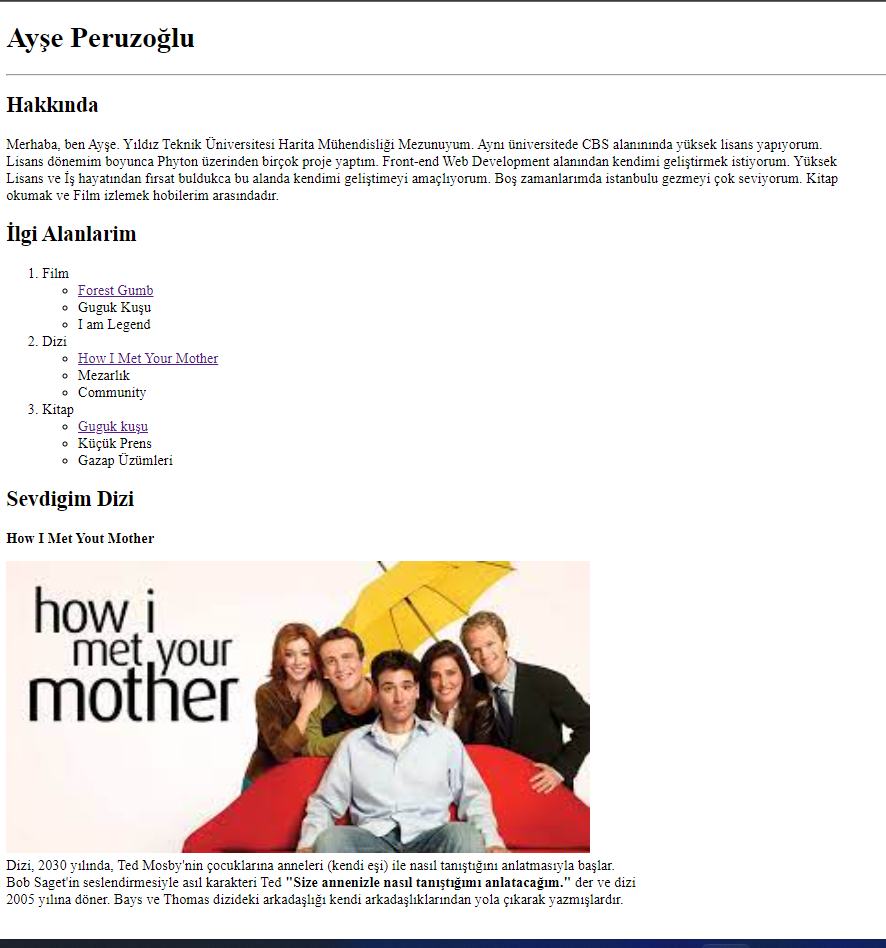 Ayşe Peruzoğlu
Hakkında
Merhaba, ben Ayşe. Yıldız Teknik Üniversitesi Harita Mühendisliği Mezunuyum. Aynı üniversitede CBS alanınında yüksek lisans yapıyorum.
Lisans dönemim boyunca Phyton üzerinden birçok proje yaptım. Front-end Web Development alanından kendimi geliştirmek istiyorum. Yüksek
Lisans ve İş hayatından fırsat buldukca bu alanda kendimi geliştimeyi amaçlıyorum. Boş zamanlarımda istanbulu gezmeyi çok seviyorum. Kitap
okumak ve Film izlemek hobilerim arasındadır.
İlgi Alanlarim
1. Film
Forest Gumb
Guguk Kuşu
I am Legend
2. Dizi
How I Met Your Mother
Mezarlık
Community
3. Kitap
Guguk kuşu
Küçük Prens
Gazap Üzümleri
Sevdigim Dizi
How I Met Yout Mother
how i
met your
mother
Dizi, 2030 yılında, Ted Mosby'nin çocuklarına anneleri (kendi eşi) ile nasıl tanıştığını anlatmasıyla başlar.
Bob Saget'in seslendirmesiyle asıl karakteri Ted "Size annenizle nasıl tanıştığımı anlatacağım." der ve dizi
2005 yılına döner. Bays ve Thomas dizideki arkadaşlığı kendi arkadaşlıklarından yola çıkarak yazmışlardır.